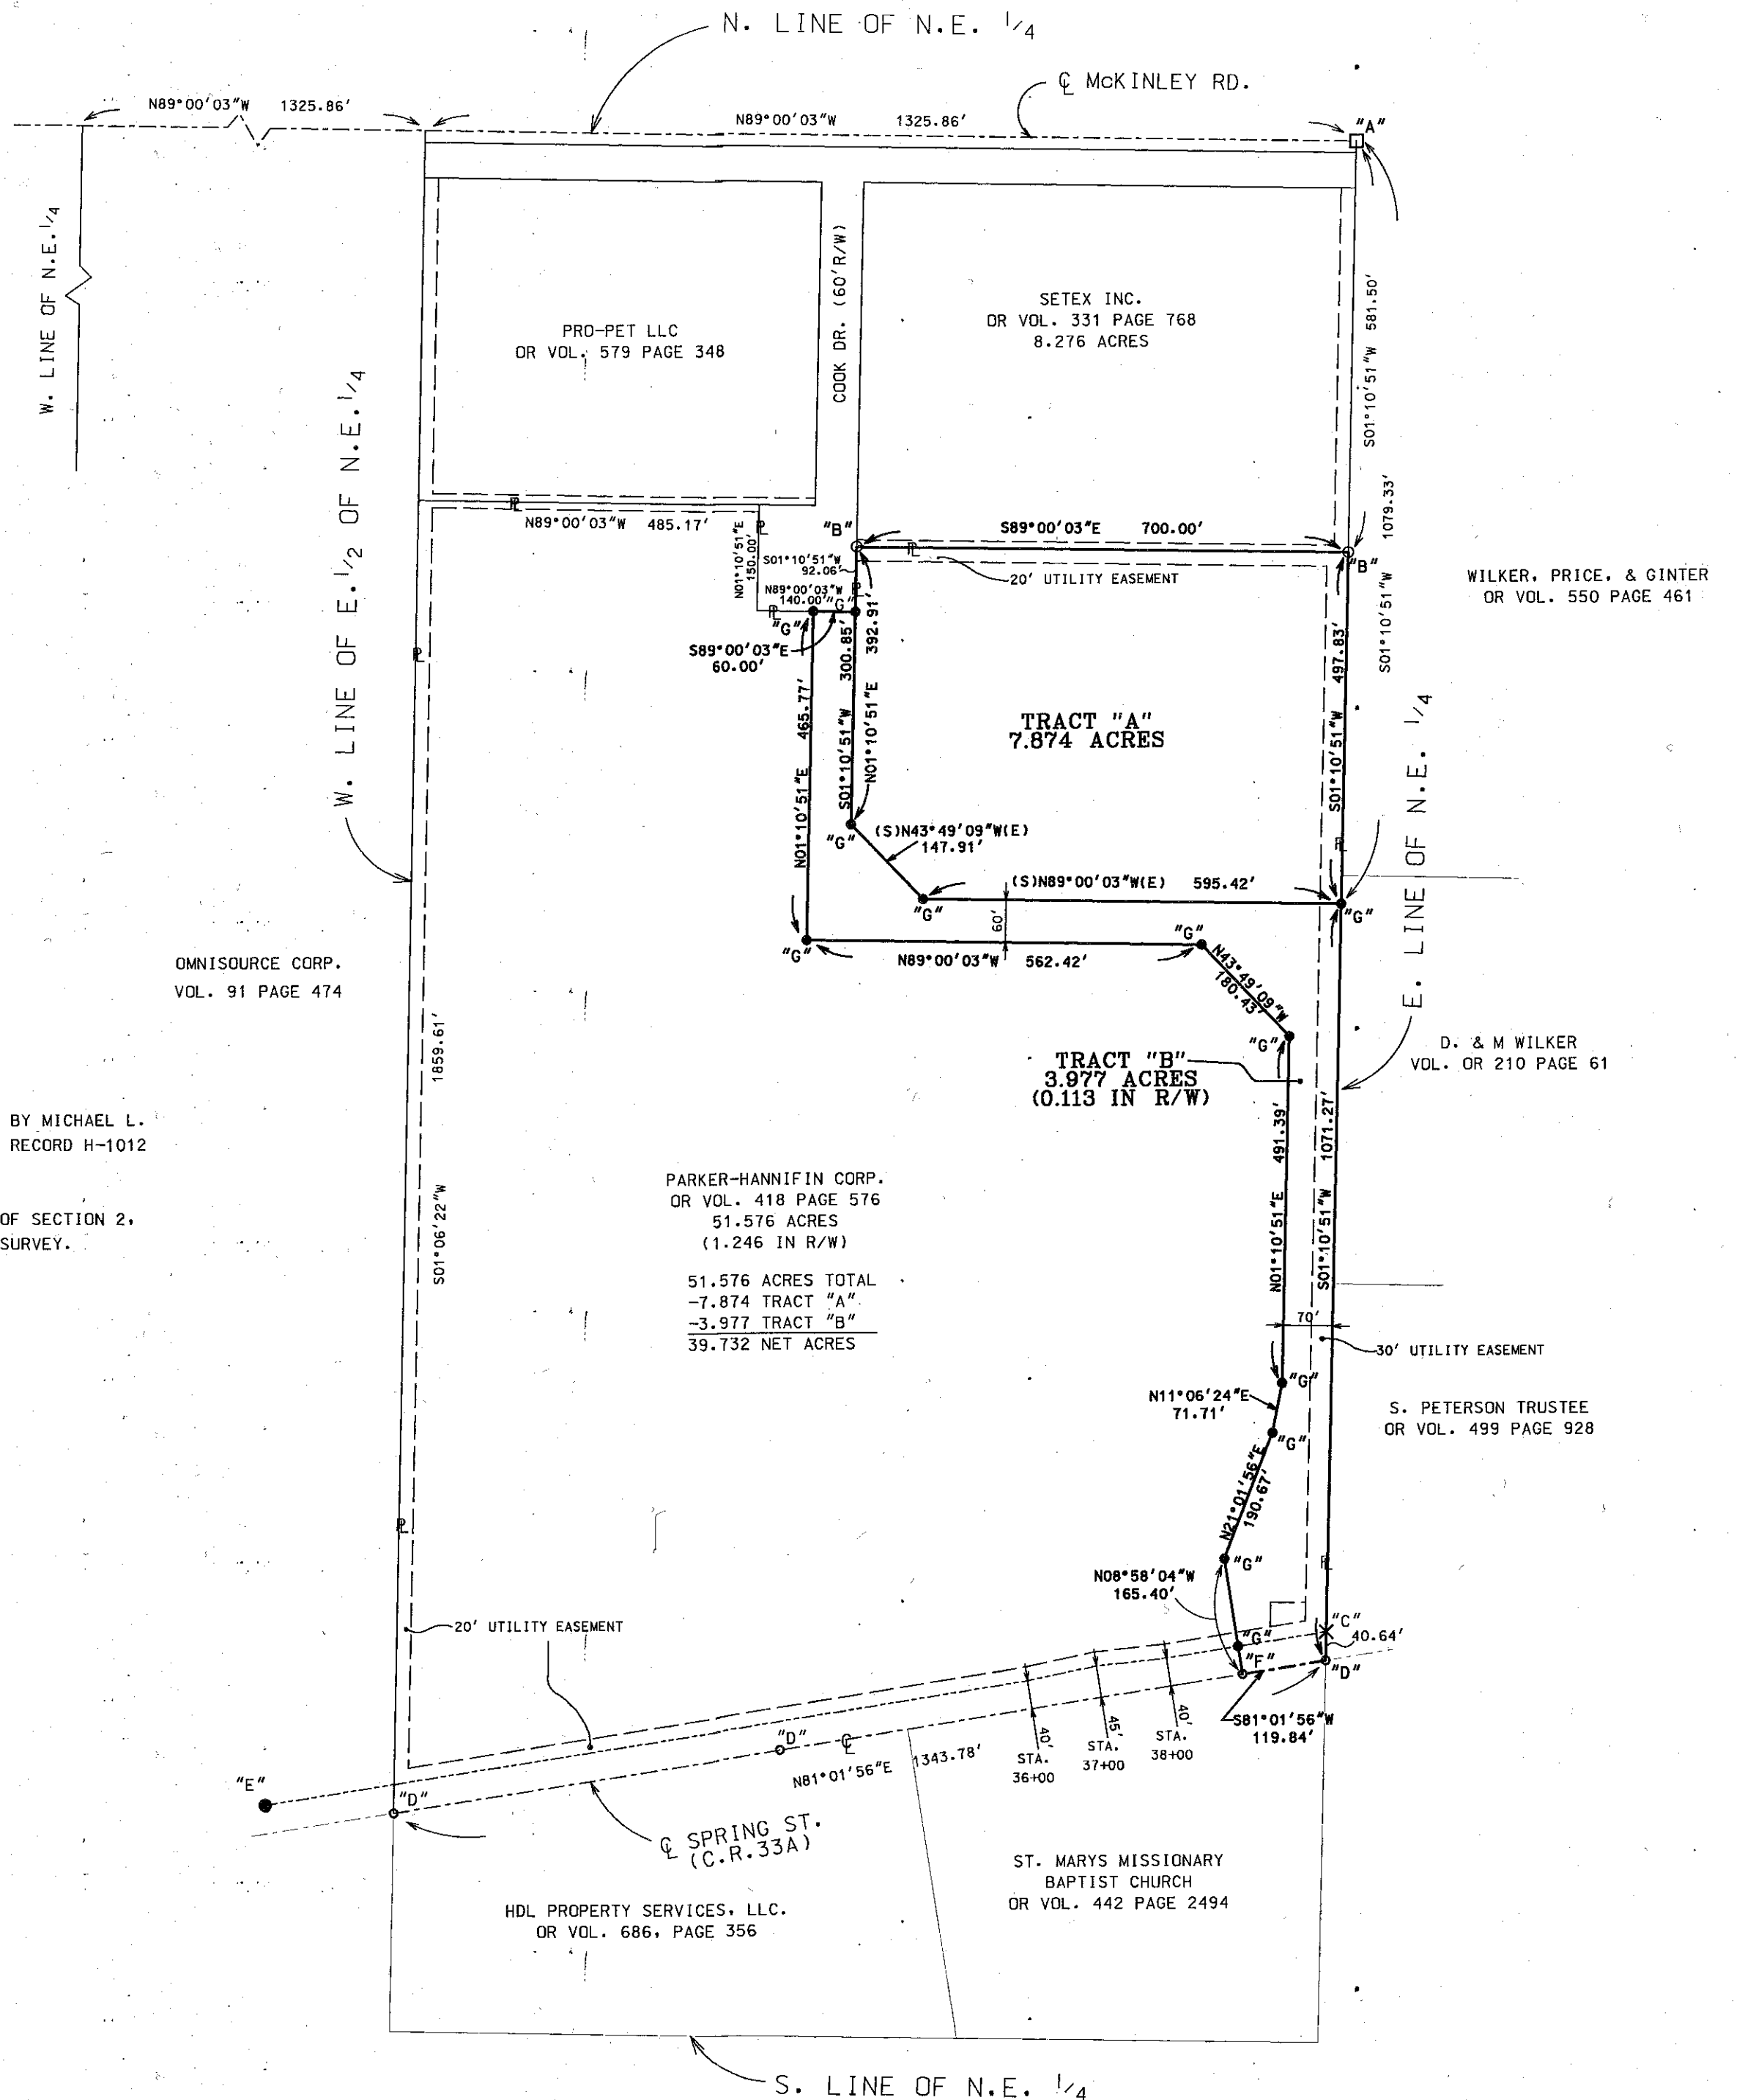 N. LINE OF N.E. 1/4
℄ McKINLEY RD.
N89°00'03"W 1325.86'
N89°00'03"W 1325.86'
"A"
W. LINE OF N.E. 1/4
W. LINE OF E. 1/2 OF N.E. 1/4
COOK DR. (60' R/W)
PRO-PET LLC
OR VOL. 579 PAGE 348
SETEX INC.
OR VOL. 331 PAGE 768
8.276 ACRES
S01°10'51"W 581.50'
S01°10'51"W 1079.33'
N89°00'03"W 485.17'
"B"
S89°00'03"E 700.00'
"B"
20' UTILITY EASEMENT
N01°10'51"E
150.00'
S01°10'51"W
92.06'
N89°00'03"W
140.00'
"G"
"G"
S89°00'03"E
60.00'
WILKER, PRICE, & GINTER
OR VOL. 550 PAGE 461
N01°10'51"E 465.77'
S01°10'51"W 300.85'
N01°10'51"E 392.91'
S01°10'51"W 497.83'
TRACT "A"
7.874 ACRES
E. LINE OF N.E. 1/4
"G"
(S)N43°49'09"W(E)
147.91'
(S)N89°00'03"W(E) 595.42'
"G"
"G"
60'
"G"
"G"
N89°00'03"W 562.42'
N43°49'09"W
180.43'
"G"
OMNISOURCE CORP.
VOL. 91 PAGE 474
D. & M WILKER
VOL. OR 210 PAGE 61
TRACT "B"
3.977 ACRES
(0.113 IN R/W)
S01°06'22"W 1859.61'
N01°10'51"E 491.39'
S01°10'51"W 1071.27'
BY MICHAEL L.
RECORD H-1012
OF SECTION 2,
SURVEY.
PARKER-HANNIFIN CORP.
OR VOL. 418 PAGE 576
51.576 ACRES
(1.246 IN R/W)
51.576 ACRES TOTAL
-7.874 TRACT "A"
-3.977 TRACT "B"
39.732 NET ACRES
70'
30' UTILITY EASEMENT
"G"
N11°06'24"E
71.71'
"G"
S. PETERSON TRUSTEE
OR VOL. 499 PAGE 928
N21°01'56"E
190.67'
"G"
N08°58'04"W
165.40'
"C"
40.64'
"G"
"F"
"D"
20' UTILITY EASEMENT
S81°01'56"W
119.84'
40'
STA.
36+00
45'
STA.
37+00
40'
STA.
38+00
"D"
℄
N81°01'56"E 1343.78'
"E"
"D"
℄ SPRING ST.
(C.R.33A)
ST. MARYS MISSIONARY
BAPTIST CHURCH
OR VOL. 442 PAGE 2494
HDL PROPERTY SERVICES, LLC.
OR VOL. 686, PAGE 356
S. LINE OF N.E. 1/4